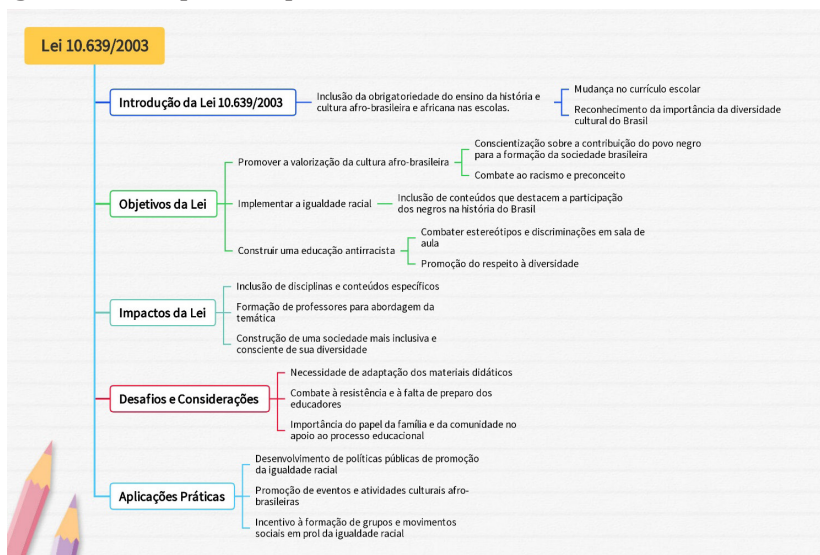 Lei 10.639/2003
Introdução da Lei 10.639/2003
Inclusão da obrigatoriedade do ensino da história e
cultura afro-brasileira e africana nas escolas.
Mudança no currículo escolar
Reconhecimento da importância da diversidade
cultural do Brasil
Objetivos da Lei
Promover a valorização da cultura afro-brasileira
Conscientização sobre a contribuição do povo negro
para a formação da sociedade brasileira
Combate ao racismo e preconceito
Implementar a igualdade racial
Inclusão de conteúdos que destacem a participação
dos negros na história do Brasil
Construir uma educação antirracista
Combater estereótipos e discriminações em sala de
aula
Promoção do respeito à diversidade
Impactos da Lei
Inclusão de disciplinas e conteúdos específicos
Formação de professores para abordagem da
temática
Construção de uma sociedade mais inclusiva e
consciente de sua diversidade
Desafios e Considerações
Necessidade de adaptação dos materiais didáticos
Combate à resistência e à falta de preparo dos
educadores
Importância do papel da família e da comunidade no
apoio ao processo educacional
Aplicações Práticas
Desenvolvimento de políticas públicas de promoção
da igualdade racial
Promoção de eventos e atividades culturais afro-
brasileiras
Incentivo à formação de grupos e movimentos
sociais em prol da igualdade racial